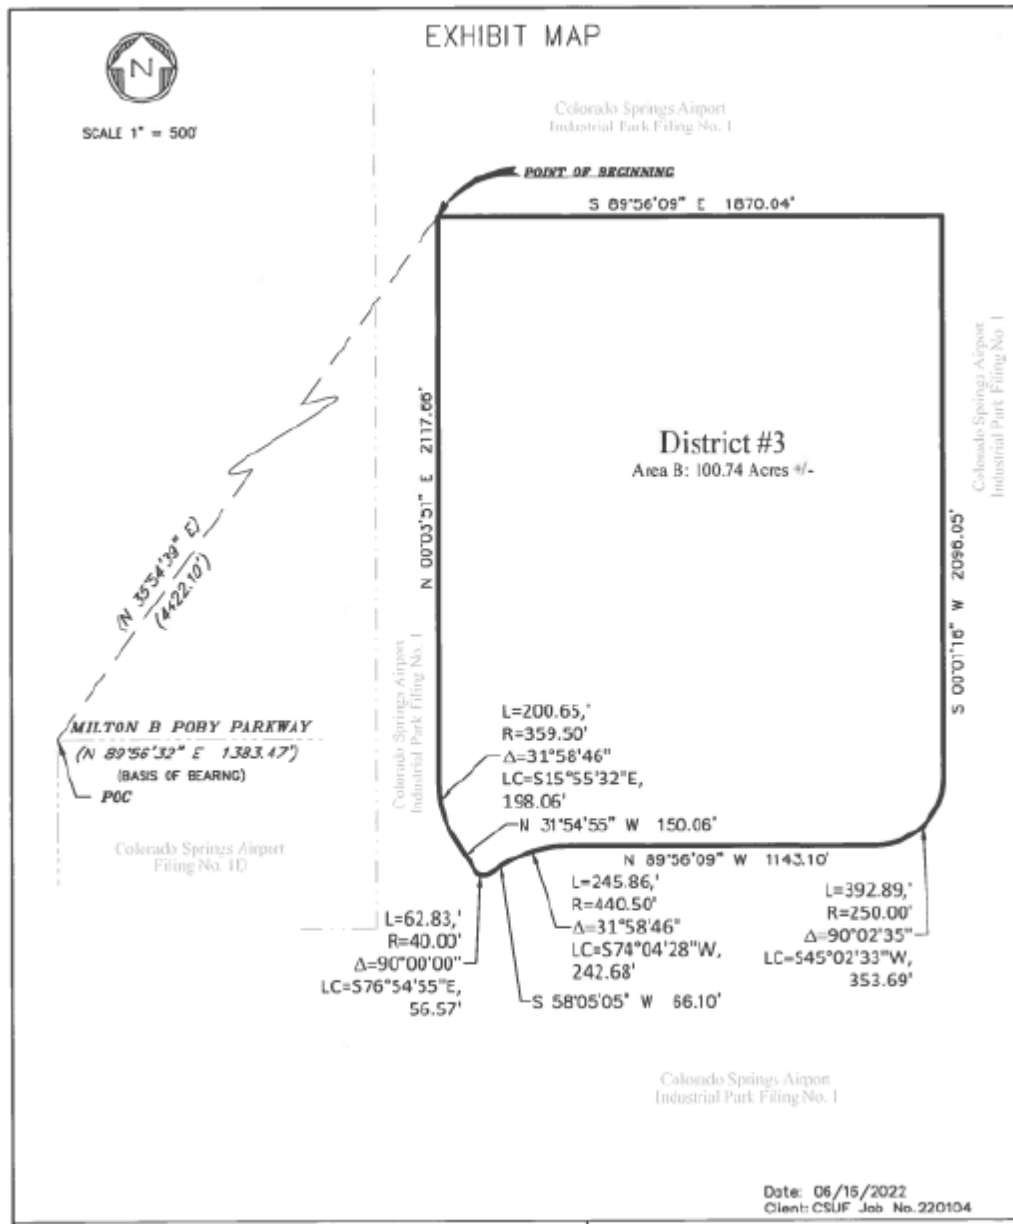 EXHIBIT MAP
N
SCALE 1" = 500'
Colorado Springs Airport
Industrial Park Filing No. 1
POINT OF BEGINNING
S 89°56'09" E 1870.04'
Colorado Springs Airport
Industrial Park Filing No. 1
N 00°03'51" E 2117.66'
District #3
Area B: 100.74 Acres +/-
S 00°01'16" W 2096.05'
(N 35°54'39" E)
(4422.10')
Colorado Springs Airport
Industrial Park Filing No. 1
MILTON B POBY PARKWAY
(N 89°56'32" E 1383.47')
(BASIS OF BEARNG)
POC
Colorado Springs Airport
Filing No. 1D
L=200.65,'
R=359.50'
Δ=31°58'46"
LC=S15°55'32"E,
198.06'
N 31°54'55" W 150.06'
N 89°56'09" W 1143.10'
L=62.83,'
R=40.00'
Δ=90°00'00"
LC=S76°54'55"E,
56.57'
L=245.86,'
R=440.50'
Δ=31°58'46"
LC=S74°04'28"W,
242.68'
S 58°05'05" W 66.10'
L=392.89,'
R=250.00'
Δ=90°02'35"
LC=S45°02'33"W,
353.69'
Colorado Springs Airport
Industrial Park Filing No. 1
Date: 06/16/2022
Client: CSUF Job No. 220104